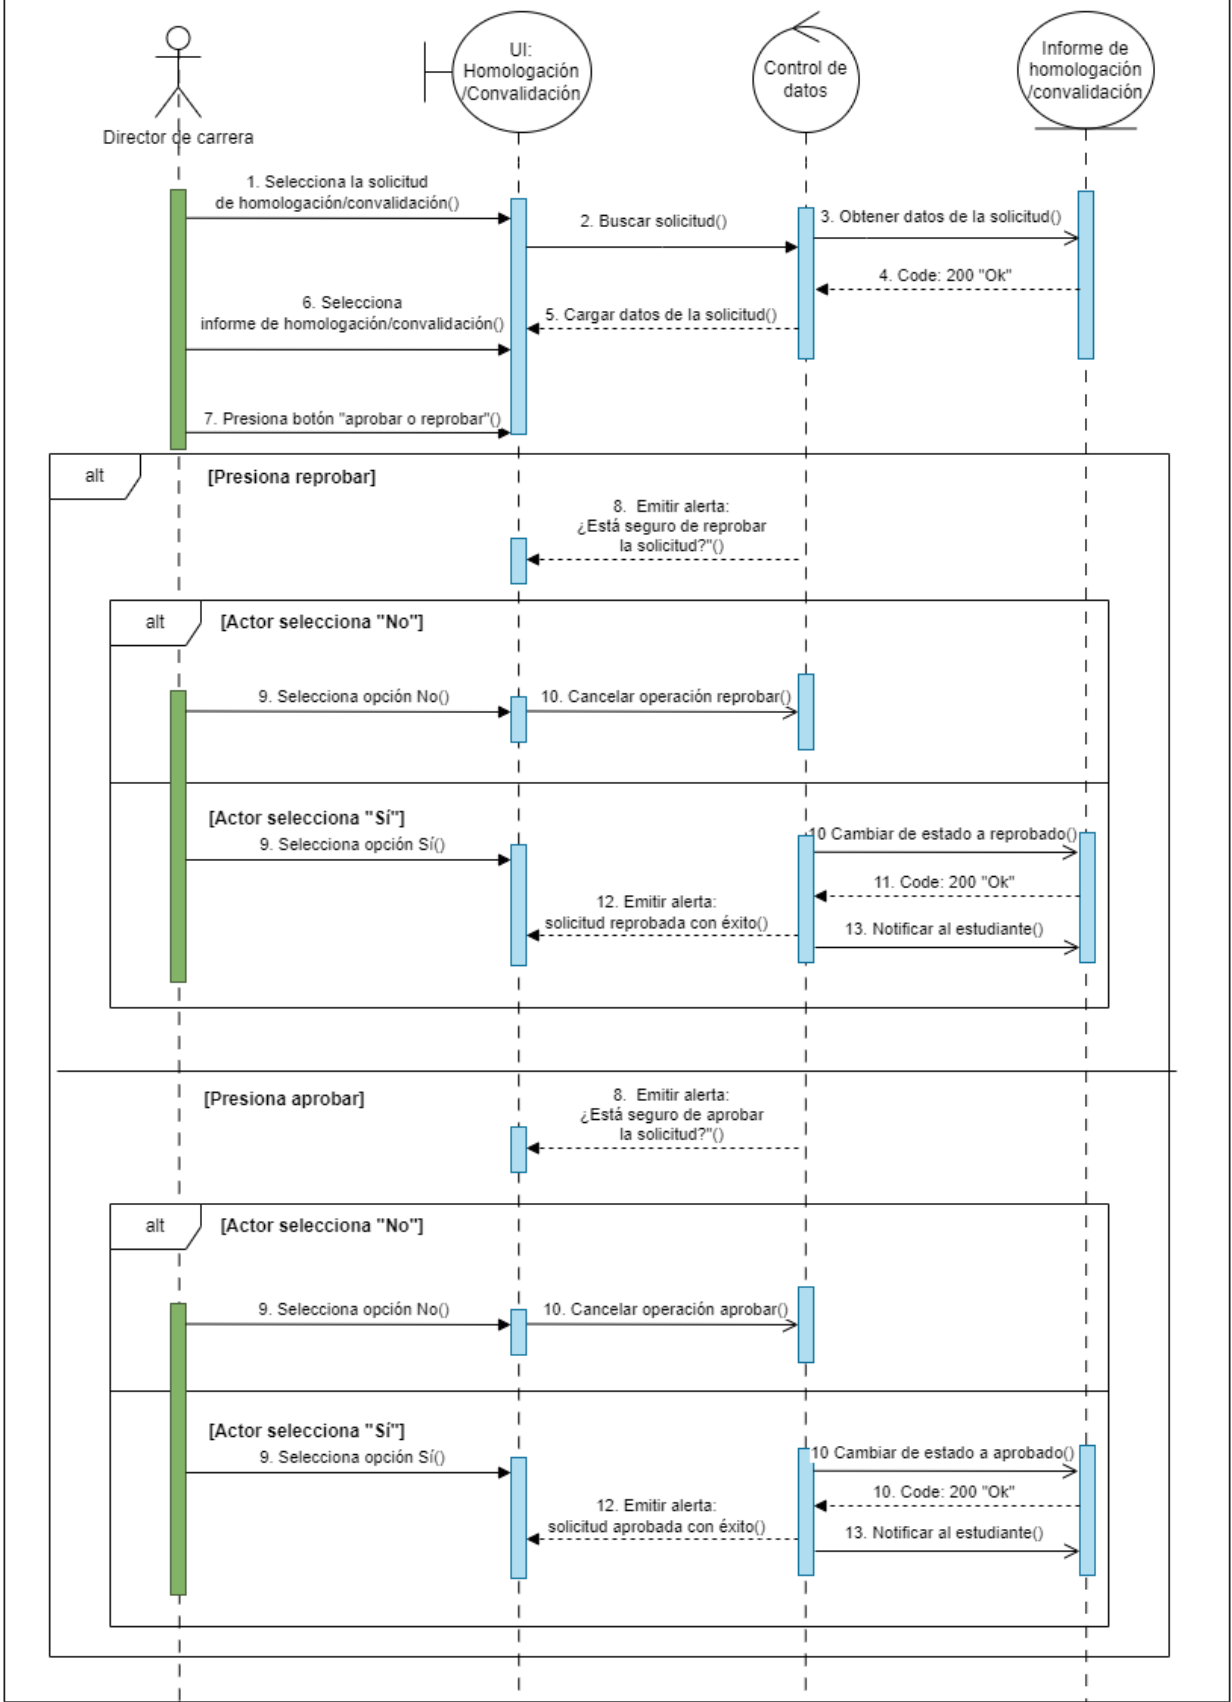 UI:
Homologación
/Convalidación
Control de
datos
Informe de
homologación
/convalidación
Director de carrera
1. Selecciona la solicitud
de homologación/convalidación()
2. Buscar solicitud()
3. Obtener datos de la solicitud()
4. Code: 200 "Ok"
5. Cargar datos de la solicitud()
6. Selecciona
informe de homologación/convalidación()
7. Presiona botón "aprobar o reprobar"()
alt
[Presiona reprobar]
8. Emitir alerta:
¿Está seguro de reprobar
la solicitud?"()
alt
[Actor selecciona "No"]
9. Selecciona opción No()
10. Cancelar operación reprobar()
[Actor selecciona "Sí"]
9. Selecciona opción Sí()
10 Cambiar de estado a reprobado()
11. Code: 200 "Ok"
12. Emitir alerta:
solicitud reprobada con éxito()
13. Notificar al estudiante()
[Presiona aprobar]
8. Emitir alerta:
¿Está seguro de aprobar
la solicitud?"()
alt
[Actor selecciona "No"]
9. Selecciona opción No()
10. Cancelar operación aprobar()
[Actor selecciona "Sí"]
9. Selecciona opción Sí()
10 Cambiar de estado a aprobado()
10. Code: 200 "Ok"
12. Emitir alerta:
solicitud aprobada con éxito()
13. Notificar al estudiante()